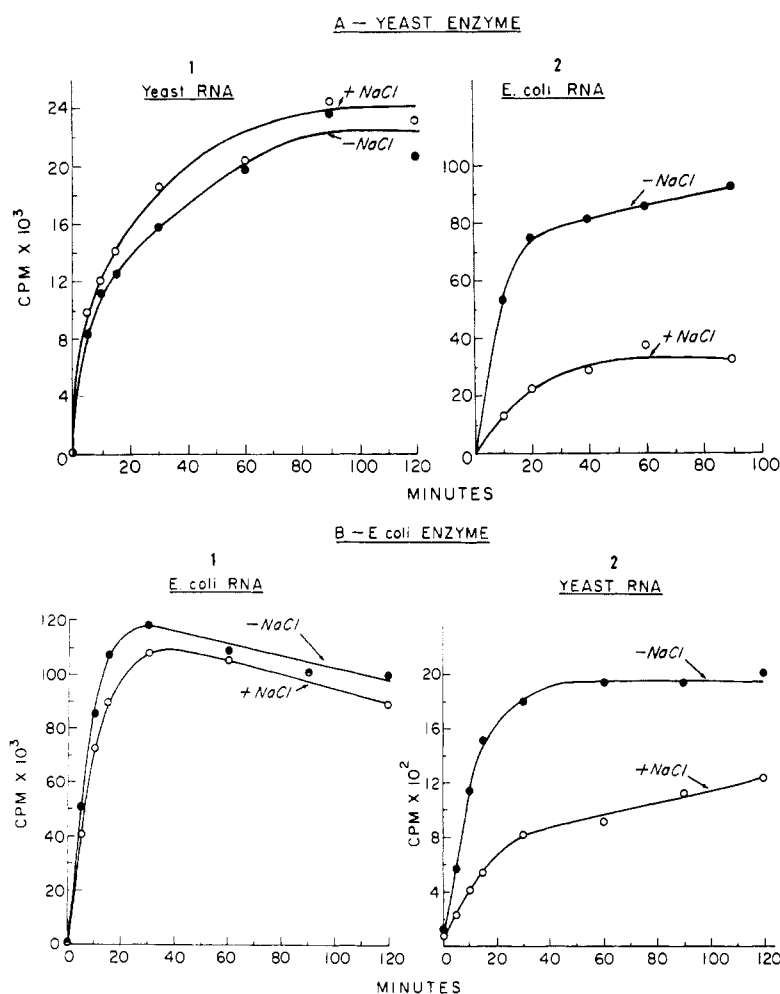 A – YEAST ENZYME
1
Yeast RNA
2
E. coli RNA
24
20
16
12
8
4
0
CPM X 10³
+ NaCl
– NaCl
0 20 40 60 80 100 120
100
80
60
40
20
0
– NaCl
+ NaCl
20 40 60 80 100
MINUTES
B – E coli ENZYME
1
E. coli RNA
2
YEAST RNA
120
100
80
60
40
20
0
CPM X 10³
– NaCl
+ NaCl
0 20 40 60 80 100 120
20
16
12
8
4
CPM X 10²
– NaCl
+NaCl
0 20 40 60 80 100 120
MINUTES